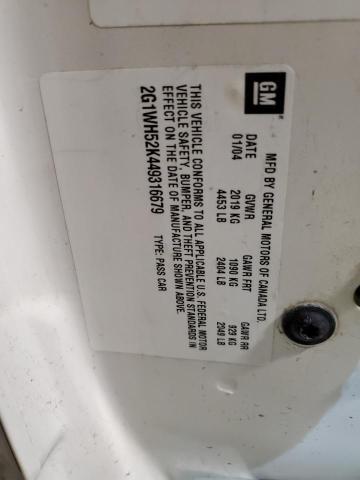 GM
MFD BY GENERAL MOTORS OF CANADA LTD.
DATE GVWR GAWR FRT GAWR RR
01/04 2019 KG 1090 KG 929 KG
4453 LB 2404 LB 2049 LB
THIS VEHICLE CONFORMS TO ALL APPLICABLE U.S. FEDERAL MOTOR
VEHICLE SAFETY, BUMPER, AND THEFT PREVENTION STANDARDS IN
EFFECT ON THE DATE OF MANUFACTURE SHOWN ABOVE.
2G1WH52K449316679 TYPE: PASS CAR